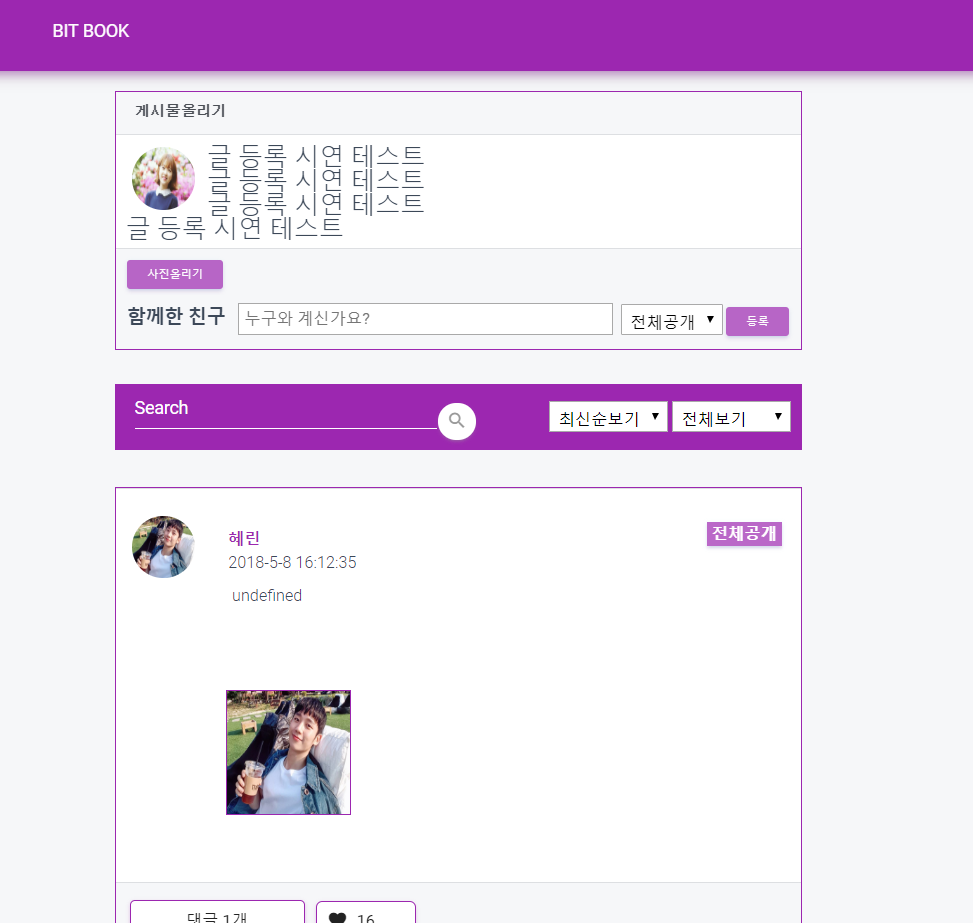 BIT BOOK
게시물올리기
글 등록 시연 테스트
글 등록 시연 테스트
글 등록 시연 테스트
글 등록 시연 테스트
사진올리기
함께한 친구 누구와 계신가요? 전체공개 등록
Search 최신순보기 전체보기
혜린 전체공개
2018-5-8 16:12:35
undefined
댓글 1개 16